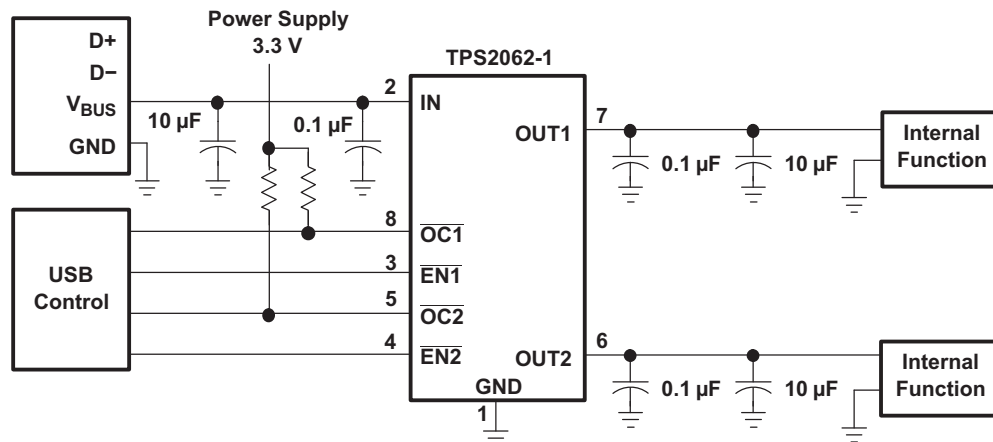 Power Supply
3.3 V
TPS2062-1
D+
D−
VBUS
GND
10 µF
0.1 µF
2
IN
7
OUT1
0.1 µF
10 µF
Internal
Function
USB
Control
8
OC1
3
EN1
5
OC2
4
EN2
6
OUT2
GND
1
0.1 µF
10 µF
Internal
Function